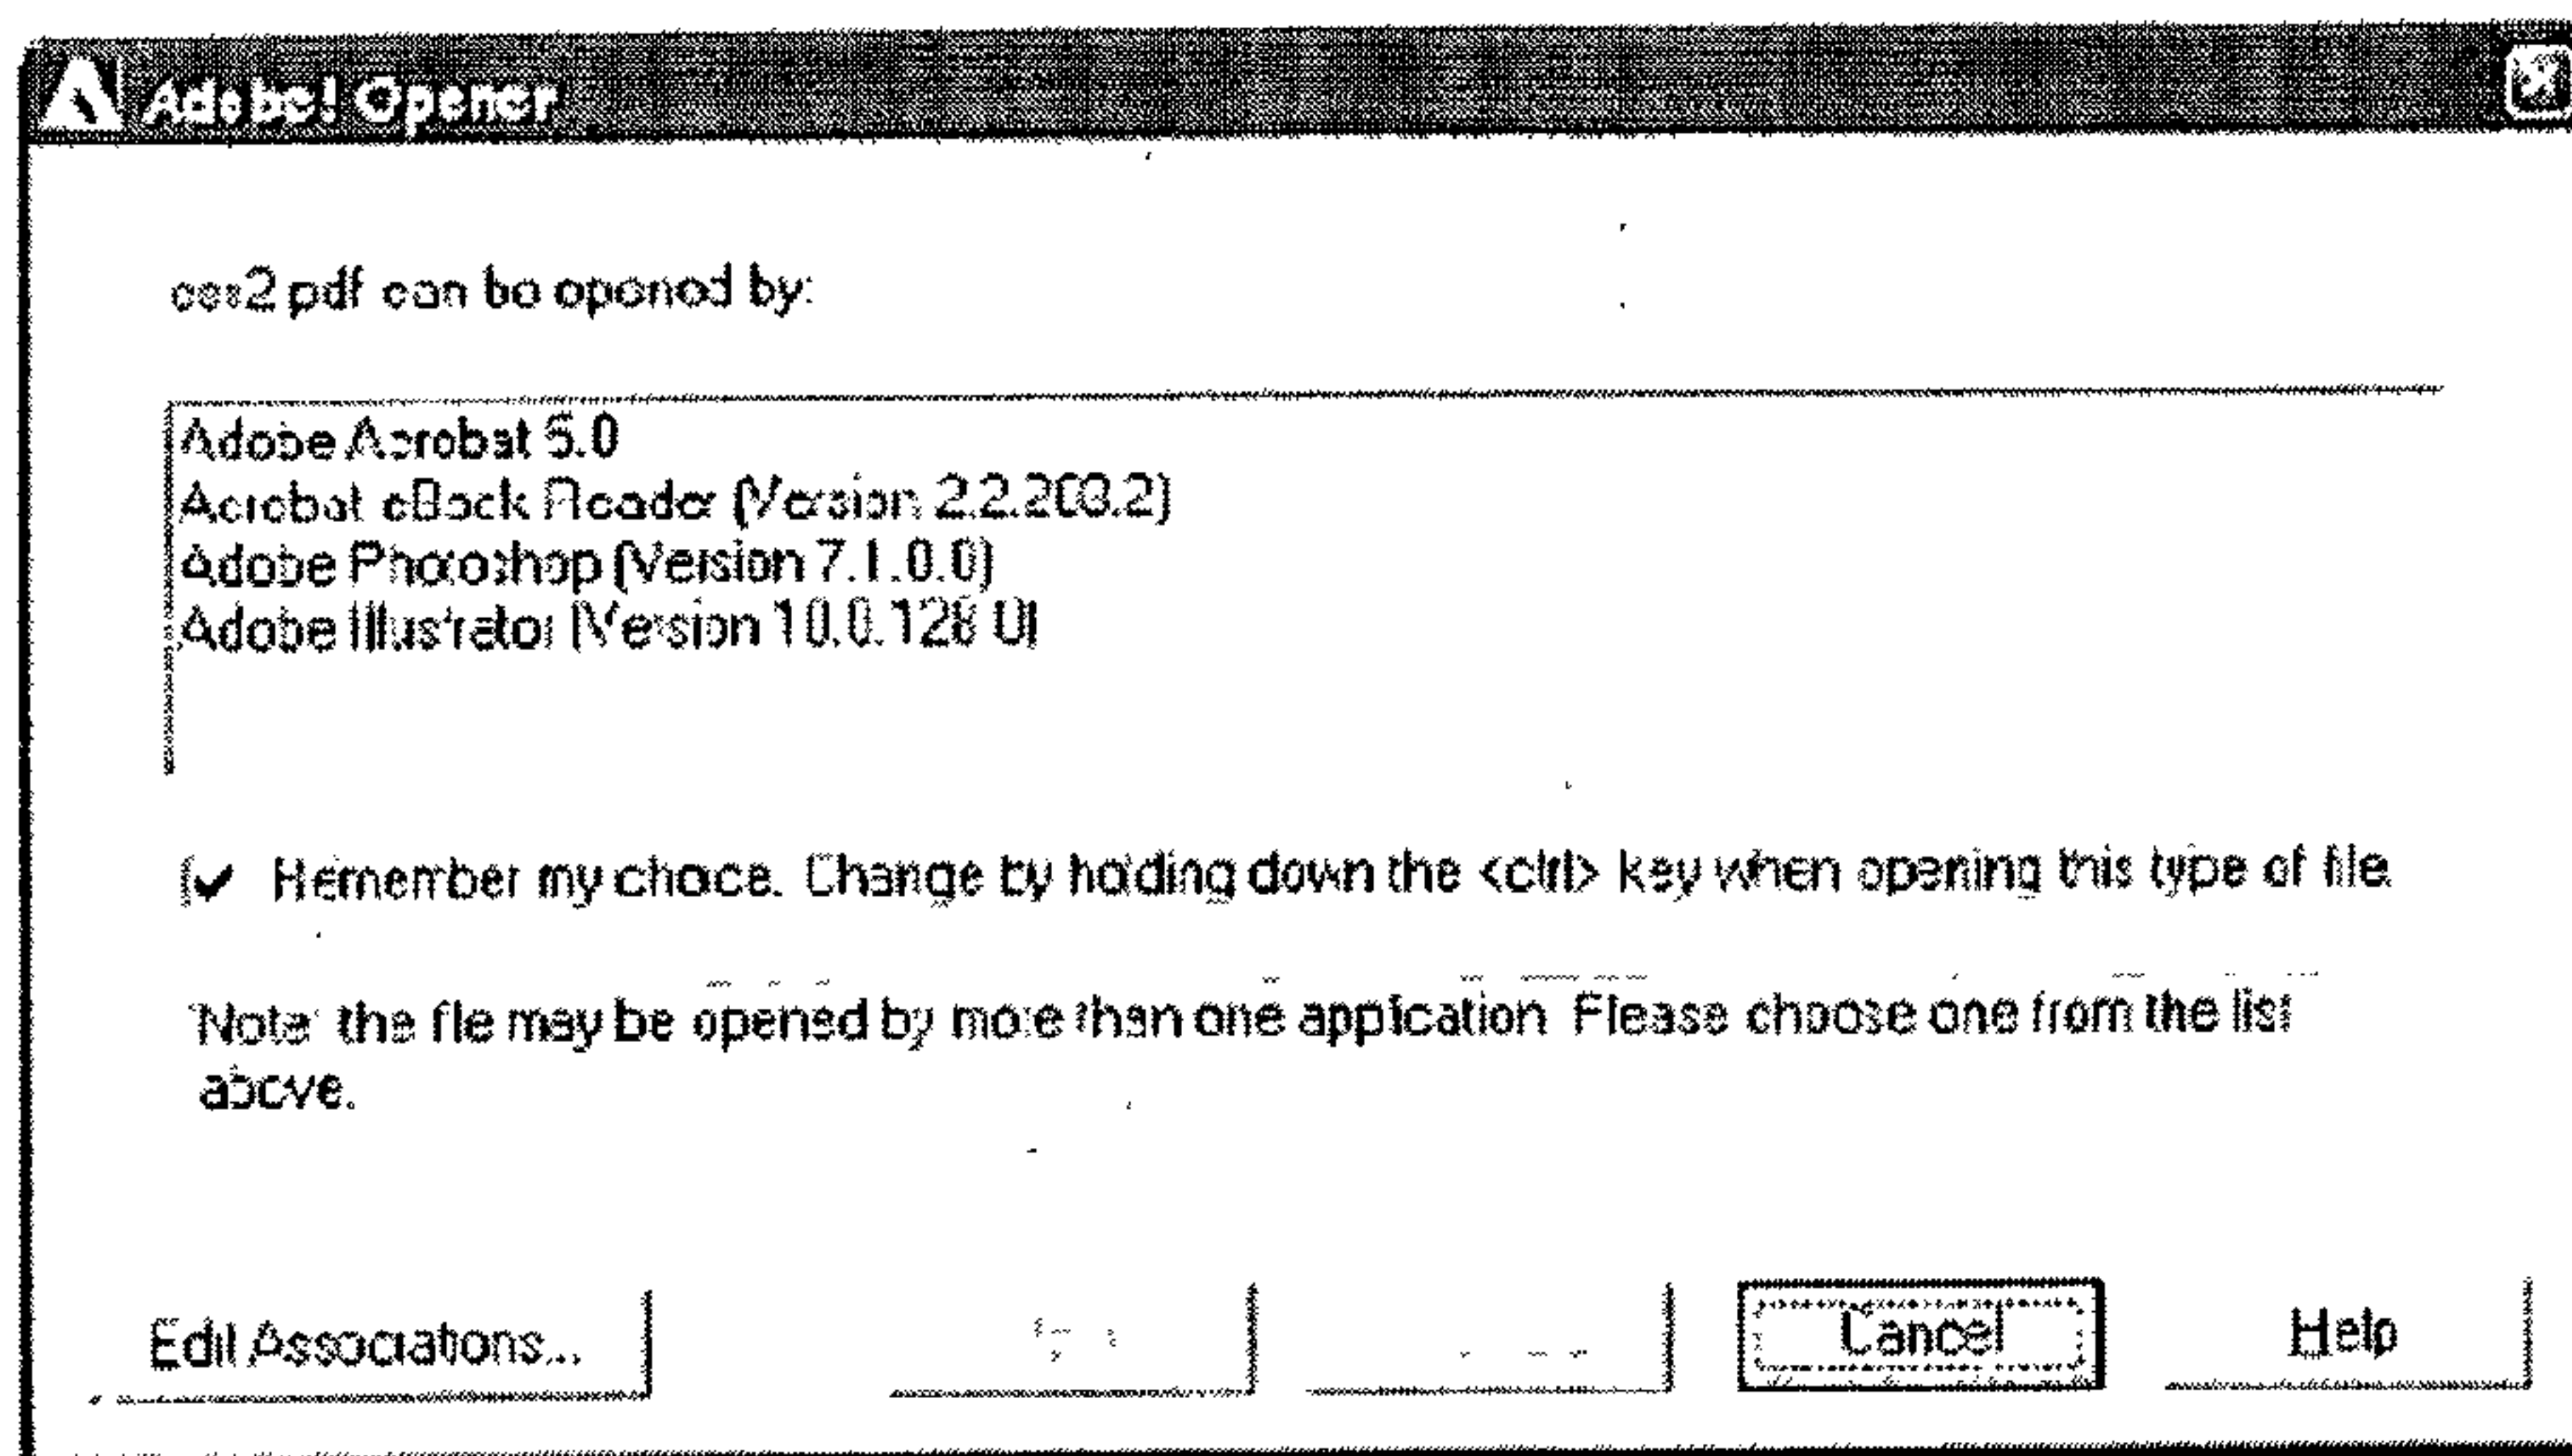 Adobe! Opener
pdf can be opened by:
Adobe Acrobat 5.0
Acrobat eBook Reader (Version 2.2.203.2)
Adobe Photoshop (Version 7.1.0.0)
Adobe Illustrator (Version 10.0.128
Remember my choice. Change by holding down the <ctrl> key when opening this type of file.
Note: the file may be opened by more than one application. Please choose one from the list
above.
Edit Associations...
Cancel
Help